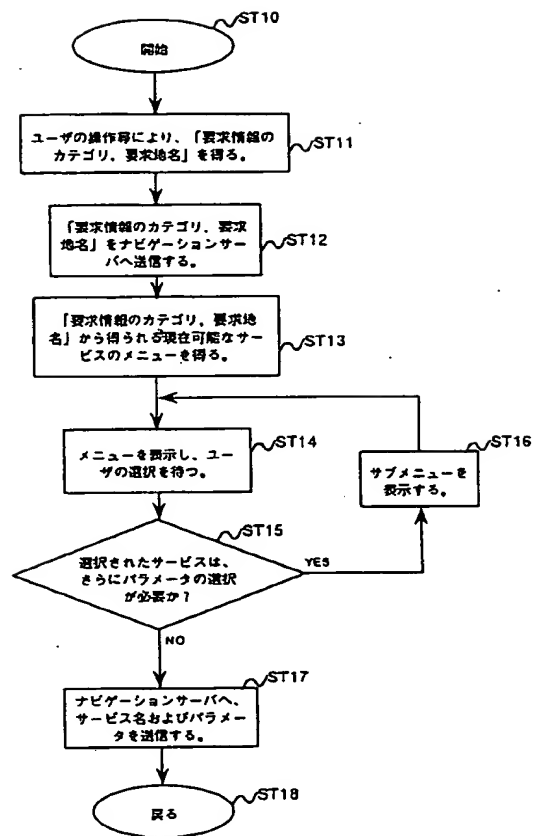 ST10
開始
ユーザの操作等により、「要求情報の
カテゴリ、要求地名」を得る。
ST11
「要求情報のカテゴリ、要求
地名」をナビゲーションサー
バへ送信する。
ST12
「要求情報のカテゴリ、要求地
名」から得られる現在可能なサー
ビスのメニューを得る。
ST13
メニューを表示し、ユー
ザの選択を待つ。
ST14
ST16
サブメニューを
表示する。
ST15
選択されたサービスは、
さらにパラメータの選択
が必要か?
YES
NO
ST17
ナビゲーションサーバへ、
サービス名およびパラメー
タを送信する。
戻る
ST18